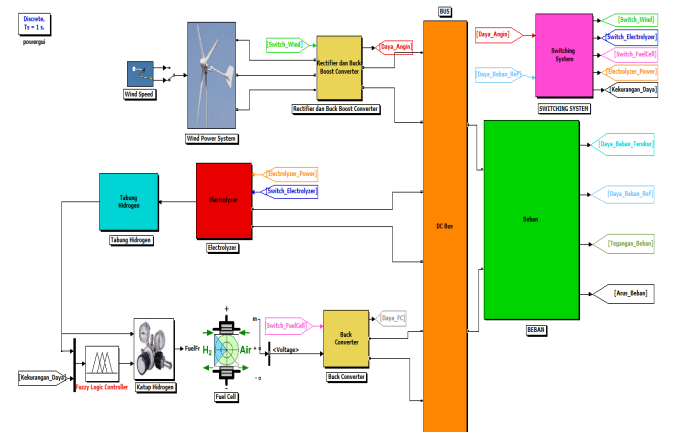 Discrete,
Ts = 1 s.
powergui
Wind Speed
Wind Power System
[Switch_Wind]
Rectifier dan Buck
Boost Converter
Rectifier dan Buck Boost Converter
[Daya_Angin]
BUS
DC Bus
[Daya_Angin]
[Daya_Beban_Ref]
Switching
System
SWITCHING SYSTEM
[Switch_Wind]
[Switch_Electrolyzer]
[Switch_FuelCell]
[Electrolyzer_Power]
[Kekurangan_Daya]
Tabung
Hidrogen
Tabung Hidrogen
Electrolyzer
Electrolyzer
[Electrolyzer_Power]
[Switch_Electrolyzer]
Beban
BEBAN
[Daya_Beban_Terukur]
[Daya_Beban_Ref]
[Tegangan_Beban]
[Arus_Beban]
[Kekurangan_Daya]
Fuzzy Logic Controller
Katup Hidrogen
FuelFr
+
H2
Air
-
Fuel Cell
m
+
-
<Voltage>
Switch_FuelCell]
[Daya_FC]
Back
Converter
Buck Converter